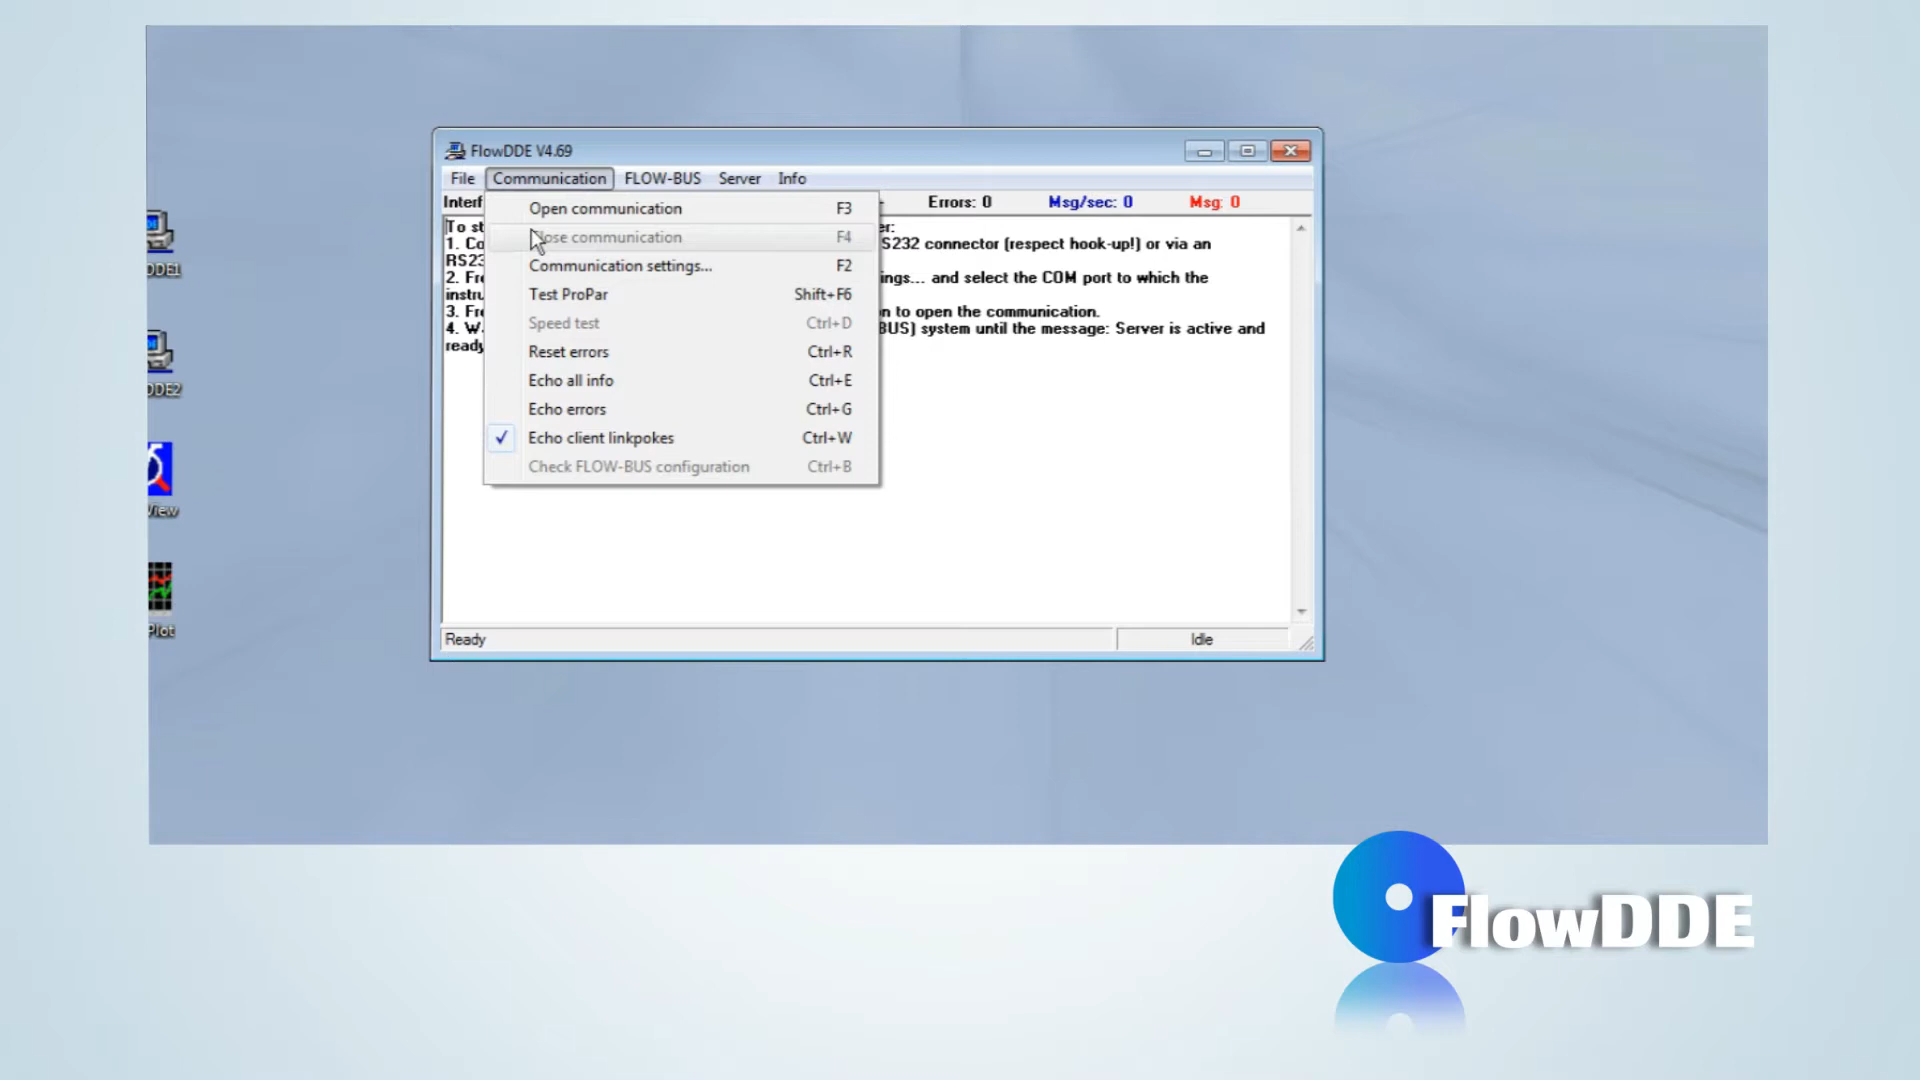 FlowDDE V4.69
File Communication FLOW-BUS Server Info
Interf Errors: 0 Msg/sec: 0 Msg: 0
Open communication F3
ose communication F4
Communication settings... F2
Test ProPar Shift+F6
Speed test Ctrl+D
Reset errors Ctrl+R
Echo all info Ctrl+E
Echo errors Ctrl+G
Echo client linkpokes Ctrl+W
Check FLOW-BUS configuration Ctrl+B
To st er:
1. Co S232 connector (respect hook-up!) or via an
RS23
2. Fro ings... and select the COM port to which the
instru
3. Fro n to open the communication.
4. W BUS) system until the message: Server is active and
ready
Ready Idle
DDE1
DDE2
View
Plot
FlowDDE